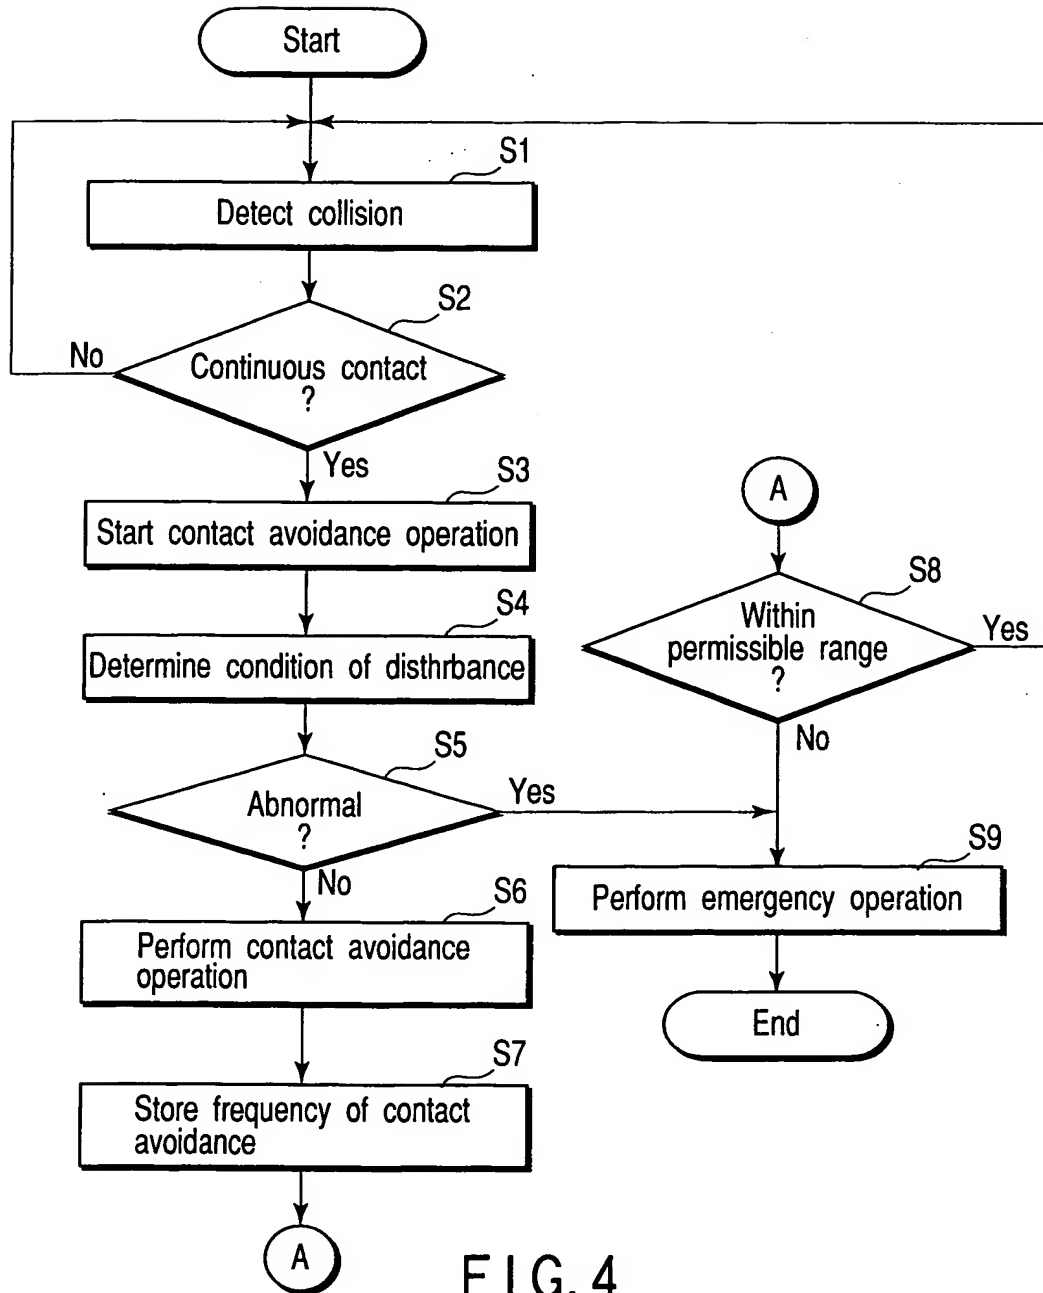 Start
S1
Detect collision
S2
No
Continuous contact
?
Yes
S3
Start contact avoidance operation
S4
Determine condition of disthrbance
S5
Abnormal
?
Yes
No
S6
Perform contact avoidance
operation
S7
Store frequency of contact
avoidance
A
A
S8
Within
permissible range
?
Yes
No
S9
Perform emergency operation
End
FIG. 4